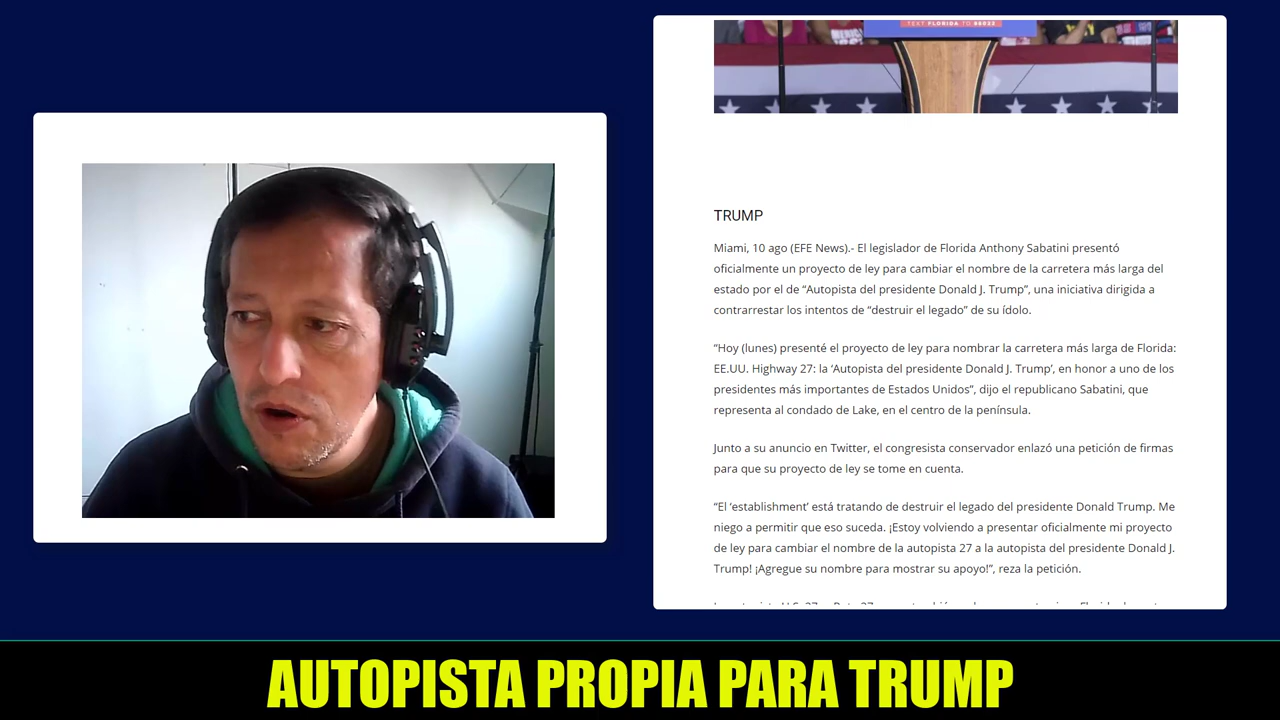 TEXT FLORIDA TO 88022
TRUMP
Miami, 10 ago (EFE News).- El legislador de Florida Anthony Sabatini presentó
oficialmente un proyecto de ley para cambiar el nombre de la carretera más larga del
estado por el de “Autopista del presidente Donald J. Trump”, una iniciativa dirigida a
contrarrestar los intentos de “destruir el legado” de su ídolo.
“Hoy (lunes) presenté el proyecto de ley para nombrar la carretera más larga de Florida:
EE.UU. Highway 27: la ‘Autopista del presidente Donald J. Trump’, en honor a uno de los
presidentes más importantes de Estados Unidos”, dijo el republicano Sabatini, que
representa al condado de Lake, en el centro de la península.
Junto a su anuncio en Twitter, el congresista conservador enlazó una petición de firmas
para que su proyecto de ley se tome en cuenta.
“El ‘establishment’ está tratando de destruir el legado del presidente Donald Trump. Me
niego a permitir que eso suceda. ¡Estoy volviendo a presentar oficialmente mi proyecto
de ley para cambiar el nombre de la autopista 27 a la autopista del presidente Donald J.
Trump! ¡Agregue su nombre para mostrar su apoyo!”, reza la petición.
AUTOPISTA PROPIA PARA TRUMP